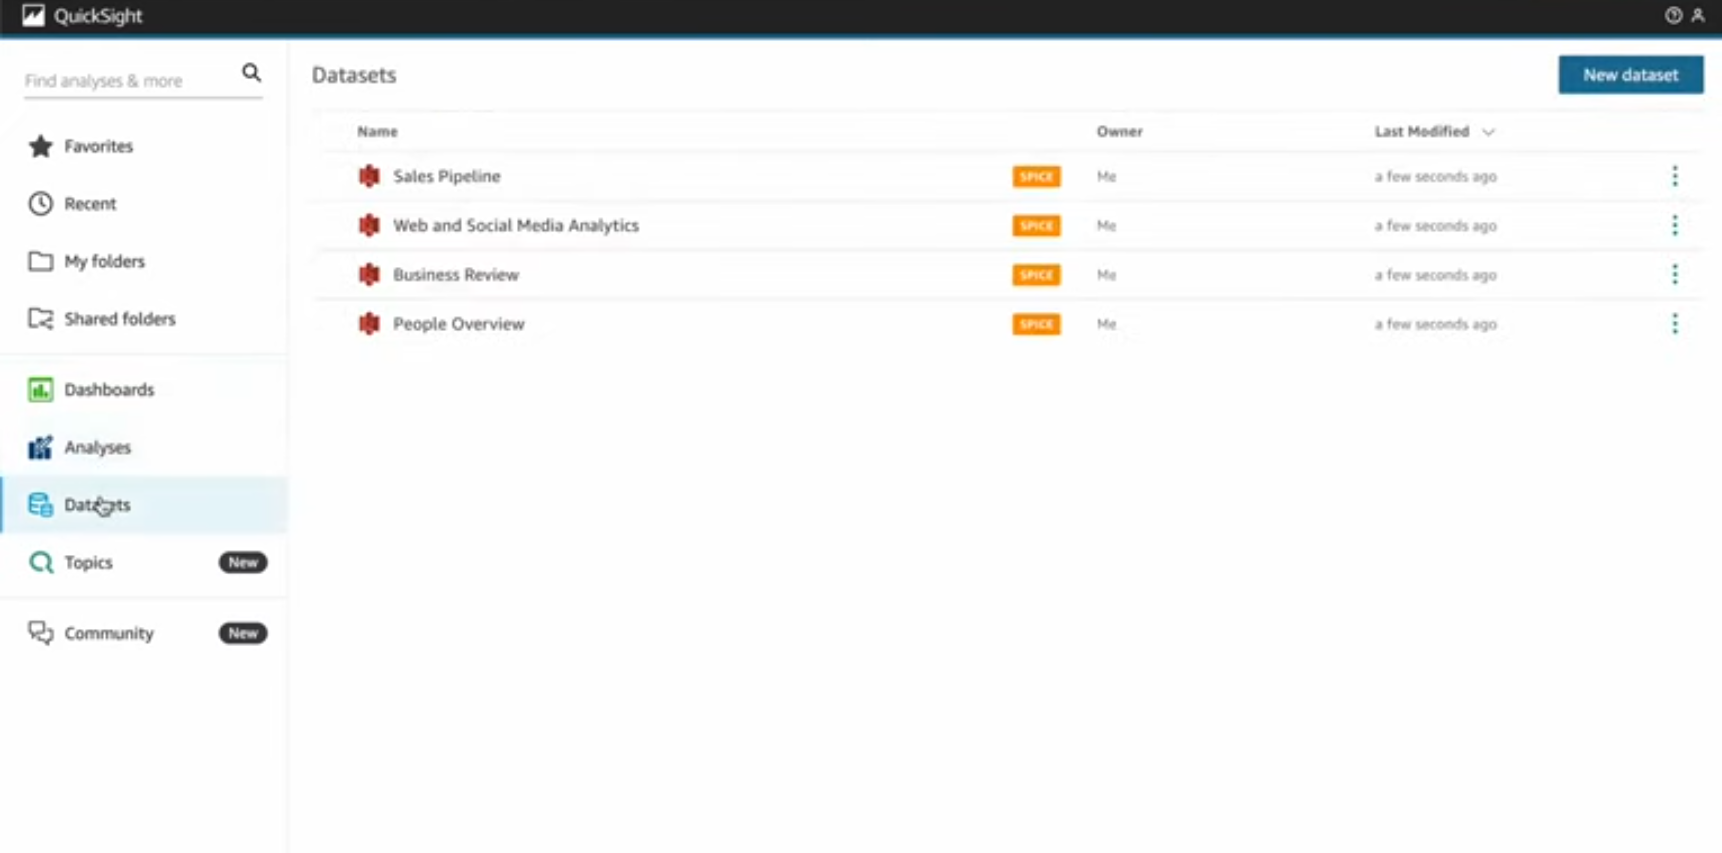 QuickSight
Find analyses & more
Favorites
Recent
My folders
Shared folders
Dashboards
Analyses
Datasets
Topics New
Community New
Datasets
New dataset
Name Owner Last Modified
Sales Pipeline SPICE Me a few seconds ago
Web and Social Media Analytics SPICE Me a few seconds ago
Business Review SPICE Me a few seconds ago
People Overview SPICE Me a few seconds ago